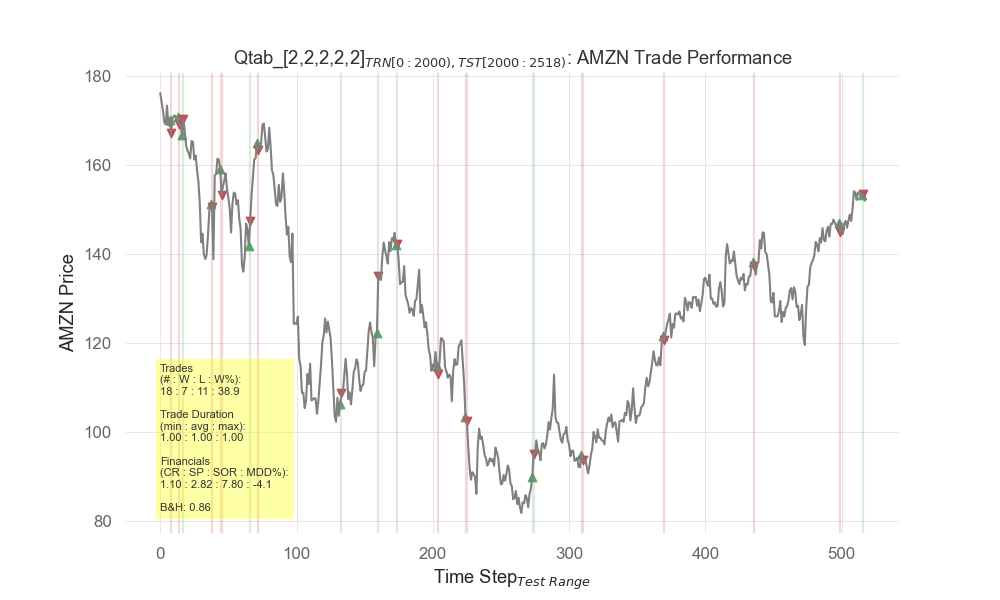 Qtab_[2,2,2,2,2]TRN[0 : 2000), TST[2000 : 2518): AMZN Trade Performance
180
160
140
120
100
80
AMZN Price
Trades
(# : W : L : W%):
18 : 7 : 11 : 38.9
Trade Duration
(min : avg : max):
1.00 : 1.00 : 1.00
Financials
(CR : SP : SOR : MDD%):
1.10 : 2.82 : 7.80 : -4.1
B&H: 0.86
0 100 200 300 400 500
Time StepTest Range